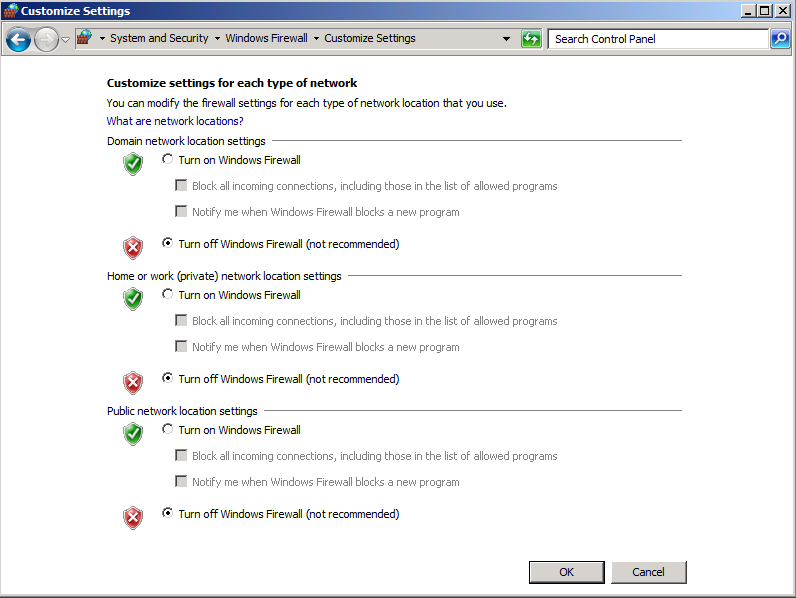 Customize Settings
System and Security Windows Firewall Customize Settings Search Control Panel
Customize settings for each type of network
You can modify the firewall settings for each type of network location that you use.
What are network locations?
Domain network location settings
Turn on Windows Firewall
Block all incoming connections, including those in the list of allowed programs
Notify me when Windows Firewall blocks a new program
Turn off Windows Firewall (not recommended)
Home or work (private) network location settings
Turn on Windows Firewall
Block all incoming connections, including those in the list of allowed programs
Notify me when Windows Firewall blocks a new program
Turn off Windows Firewall (not recommended)
Public network location settings
Turn on Windows Firewall
Block all incoming connections, including those in the list of allowed programs
Notify me when Windows Firewall blocks a new program
Turn off Windows Firewall (not recommended)
OK Cancel